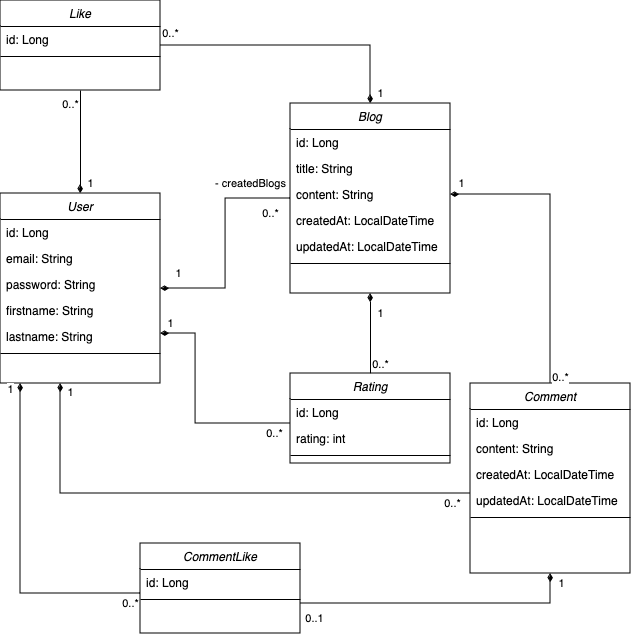 Like
id: Long
0..*
0..*
1
1
Blog
id: Long
title: String
content: String
createdAt: LocalDateTime
updatedAt: LocalDateTime
- createdBlogs
0..*
1
1
User
id: Long
email: String
password: String
firstname: String
lastname: String
1
1
1
0..*
0..*
Rating
id: Long
rating: int
0..*
1
1
Comment
id: Long
content: String
createdAt: LocalDateTime
updatedAt: LocalDateTime
0..*
CommentLike
id: Long
0..*
0..1
1